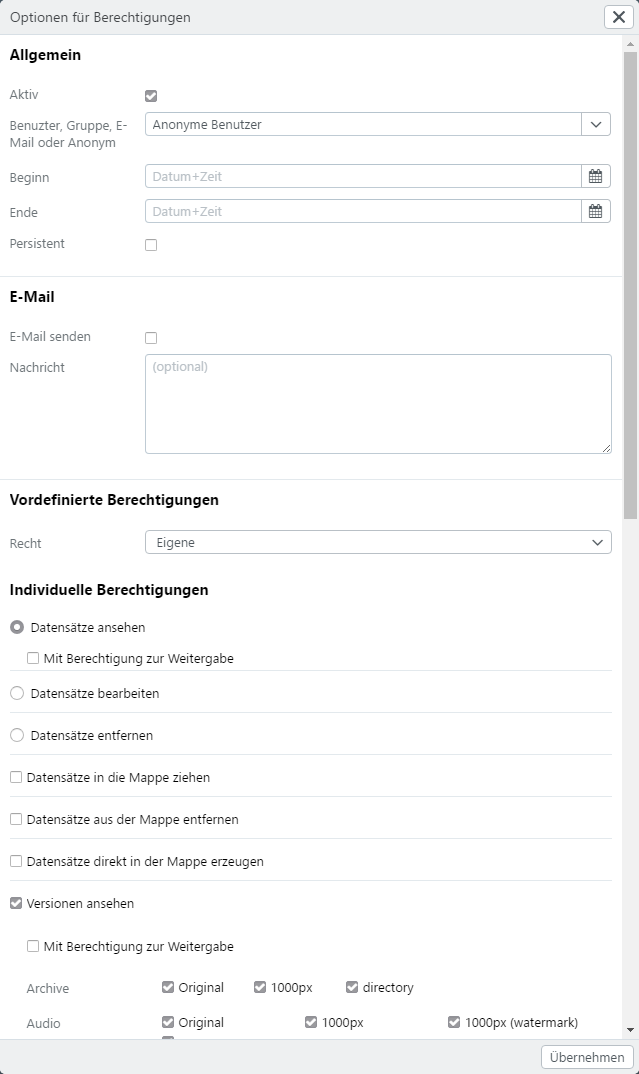 Optionen für Berechtigungen
Allgemein
Aktiv
Benuzter, Gruppe, E-
Mail oder Anonym
Anonyme Benutzer
Beginn
Datum+Zeit
Ende
Datum+Zeit
Persistent
E-Mail
E-Mail senden
Nachricht
(optional)
Vordefinierte Berechtigungen
Recht
Eigene
Individuelle Berechtigungen
Datensätze ansehen
Mit Berechtigung zur Weitergabe
Datensätze bearbeiten
Datensätze entfernen
Datensätze in die Mappe ziehen
Datensätze aus der Mappe entfernen
Datensätze direkt in der Mappe erzeugen
Versionen ansehen
Mit Berechtigung zur Weitergabe
Archive Original 1000px directory
Audio Original 1000px 1000px (watermark)
Übernehmen